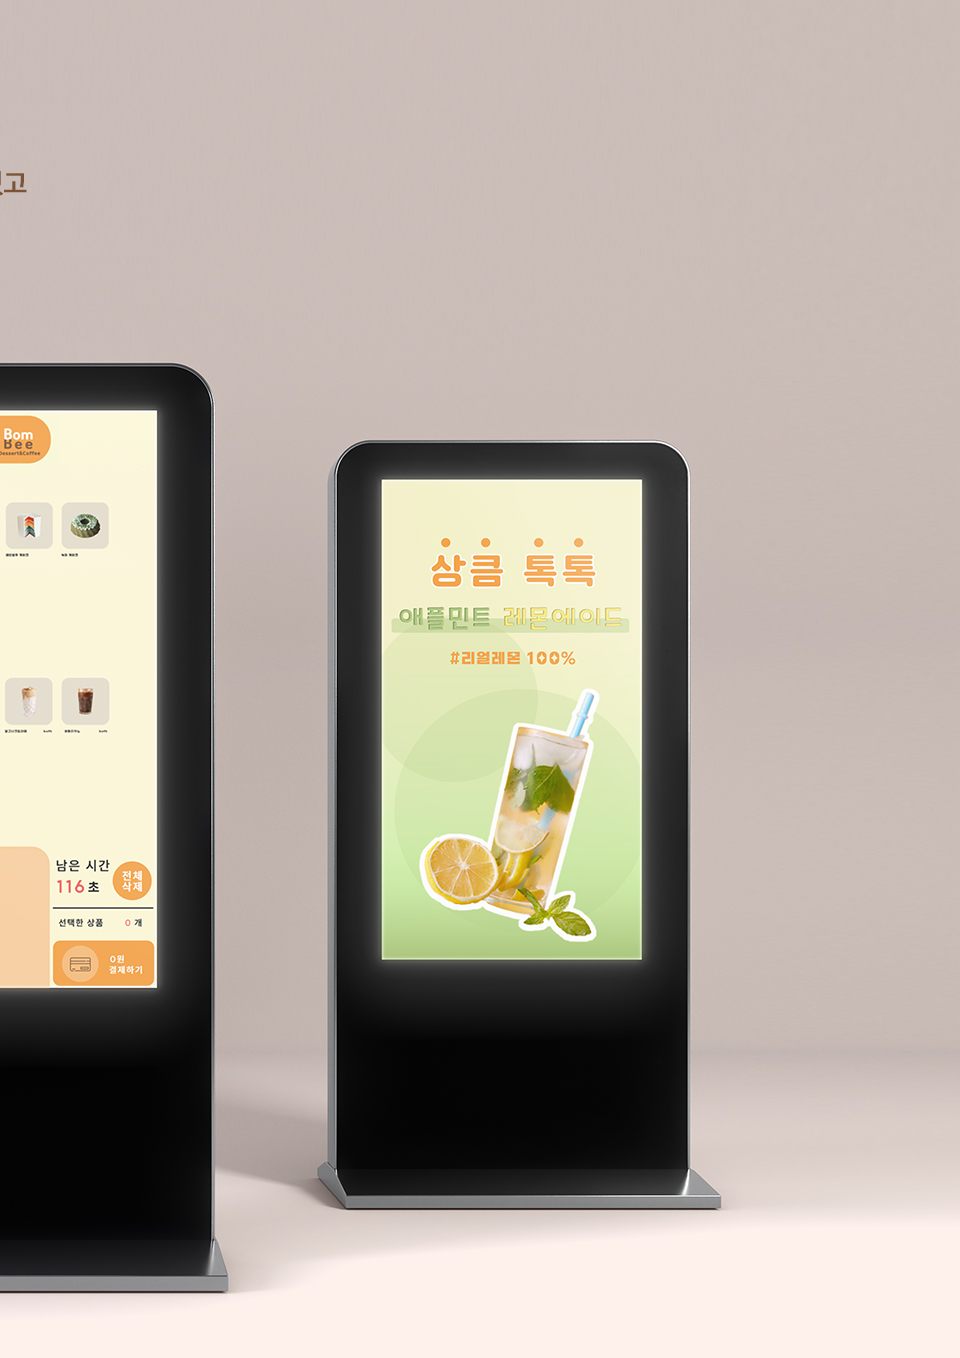 고
Bom
Bee
Dessert&Coffee
남은 시간
116 초
전체
삭제
선택한 상품 0 개
0원
결제하기
상큼 톡톡
애플민트 레몬에이드
#리얼레몬 100%